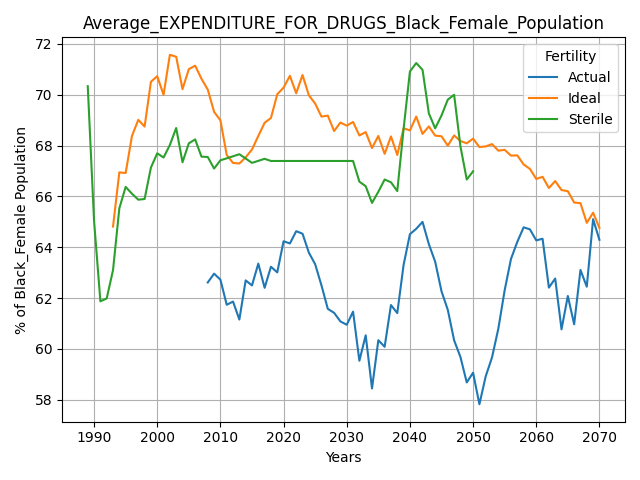 Average_EXPENDITURE_FOR_DRUGS_Black_Female_Population
Fertility
Actual
Ideal
Sterile
% of Black_Female Population
72
70
68
66
64
62
60
58
1990 2000 2010 2020 2030 2040 2050 2060 2070
Years